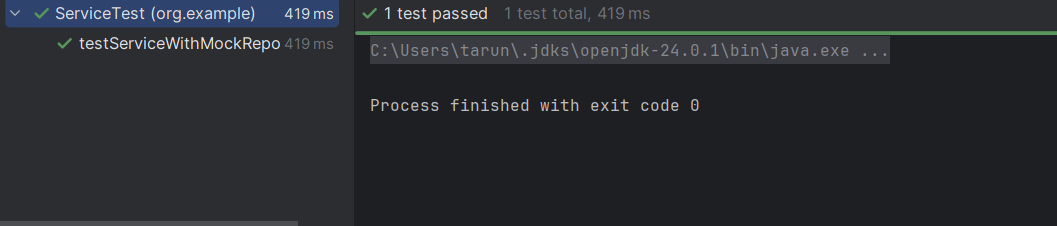 ServiceTest (org.example) 419 ms
testServiceWithMockRepo 419 ms
1 test passed 1 test total, 419 ms
C:\Users\tarun\.jdks\openjdk-24.0.1\bin\java.exe ...
Process finished with exit code 0